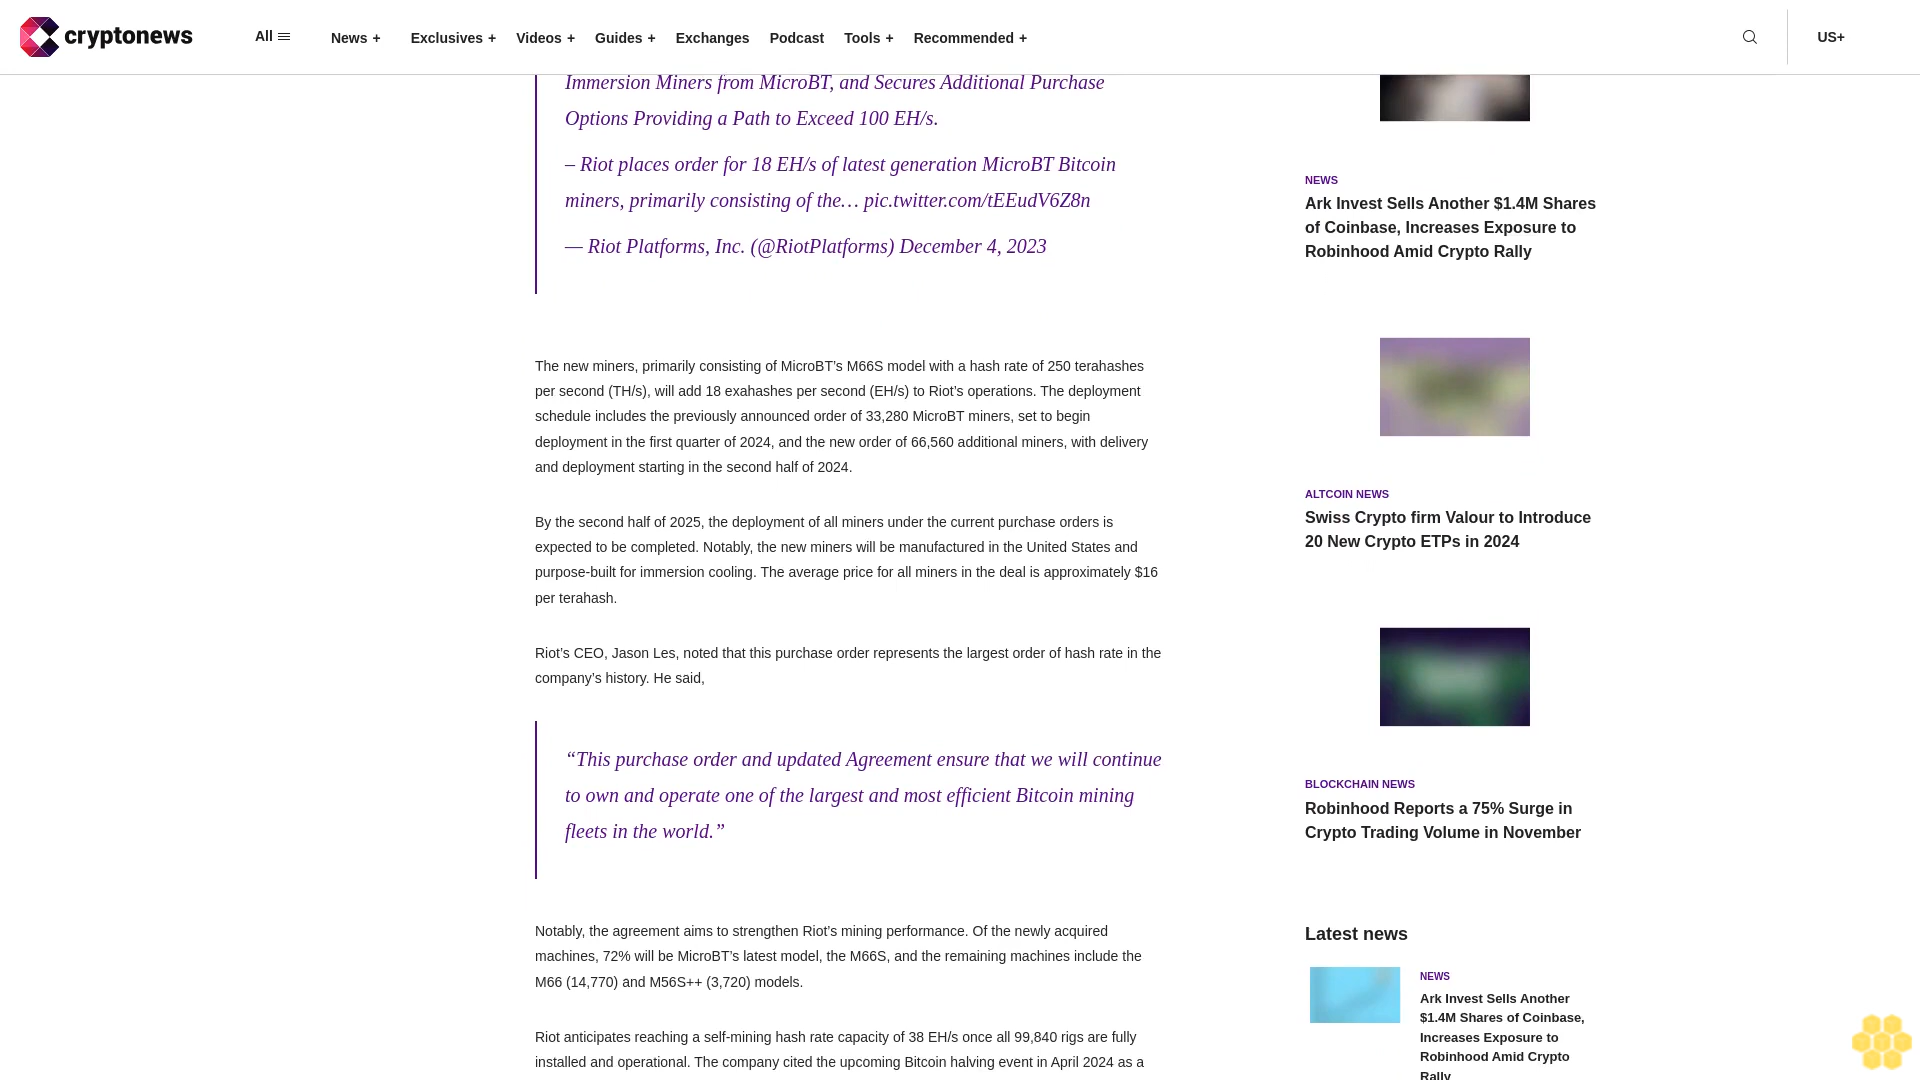 cryptonews
All
News +
Exclusives +
Videos +
Guides +
Exchanges
Podcast
Tools +
Recommended +
US+
Immersion Miners from MicroBT, and Secures Additional Purchase
Options Providing a Path to Exceed 100 EH/s.
– Riot places order for 18 EH/s of latest generation MicroBT Bitcoin
miners, primarily consisting of the… pic.twitter.com/tEEudV6Z8n
— Riot Platforms, Inc. (@RiotPlatforms) December 4, 2023
The new miners, primarily consisting of MicroBT’s M66S model with a hash rate of 250 terahashes
per second (TH/s), will add 18 exahashes per second (EH/s) to Riot’s operations. The deployment
schedule includes the previously announced order of 33,280 MicroBT miners, set to begin
deployment in the first quarter of 2024, and the new order of 66,560 additional miners, with delivery
and deployment starting in the second half of 2024.
By the second half of 2025, the deployment of all miners under the current purchase orders is
expected to be completed. Notably, the new miners will be manufactured in the United States and
purpose-built for immersion cooling. The average price for all miners in the deal is approximately $16
per terahash.
Riot’s CEO, Jason Les, noted that this purchase order represents the largest order of hash rate in the
company’s history. He said,
“This purchase order and updated Agreement ensure that we will continue
to own and operate one of the largest and most efficient Bitcoin mining
fleets in the world.”
Notably, the agreement aims to strengthen Riot’s mining performance. Of the newly acquired
machines, 72% will be MicroBT’s latest model, the M66S, and the remaining machines include the
M66 (14,770) and M56S++ (3,720) models.
Riot anticipates reaching a self-mining hash rate capacity of 38 EH/s once all 99,840 rigs are fully
installed and operational. The company cited the upcoming Bitcoin halving event in April 2024 as a
NEWS
Ark Invest Sells Another $1.4M Shares
of Coinbase, Increases Exposure to
Robinhood Amid Crypto Rally
ALTCOIN NEWS
Swiss Crypto firm Valour to Introduce
20 New Crypto ETPs in 2024
BLOCKCHAIN NEWS
Robinhood Reports a 75% Surge in
Crypto Trading Volume in November
Latest news
NEWS
Ark Invest Sells Another
$1.4M Shares of Coinbase,
Increases Exposure to
Robinhood Amid Crypto
Rally